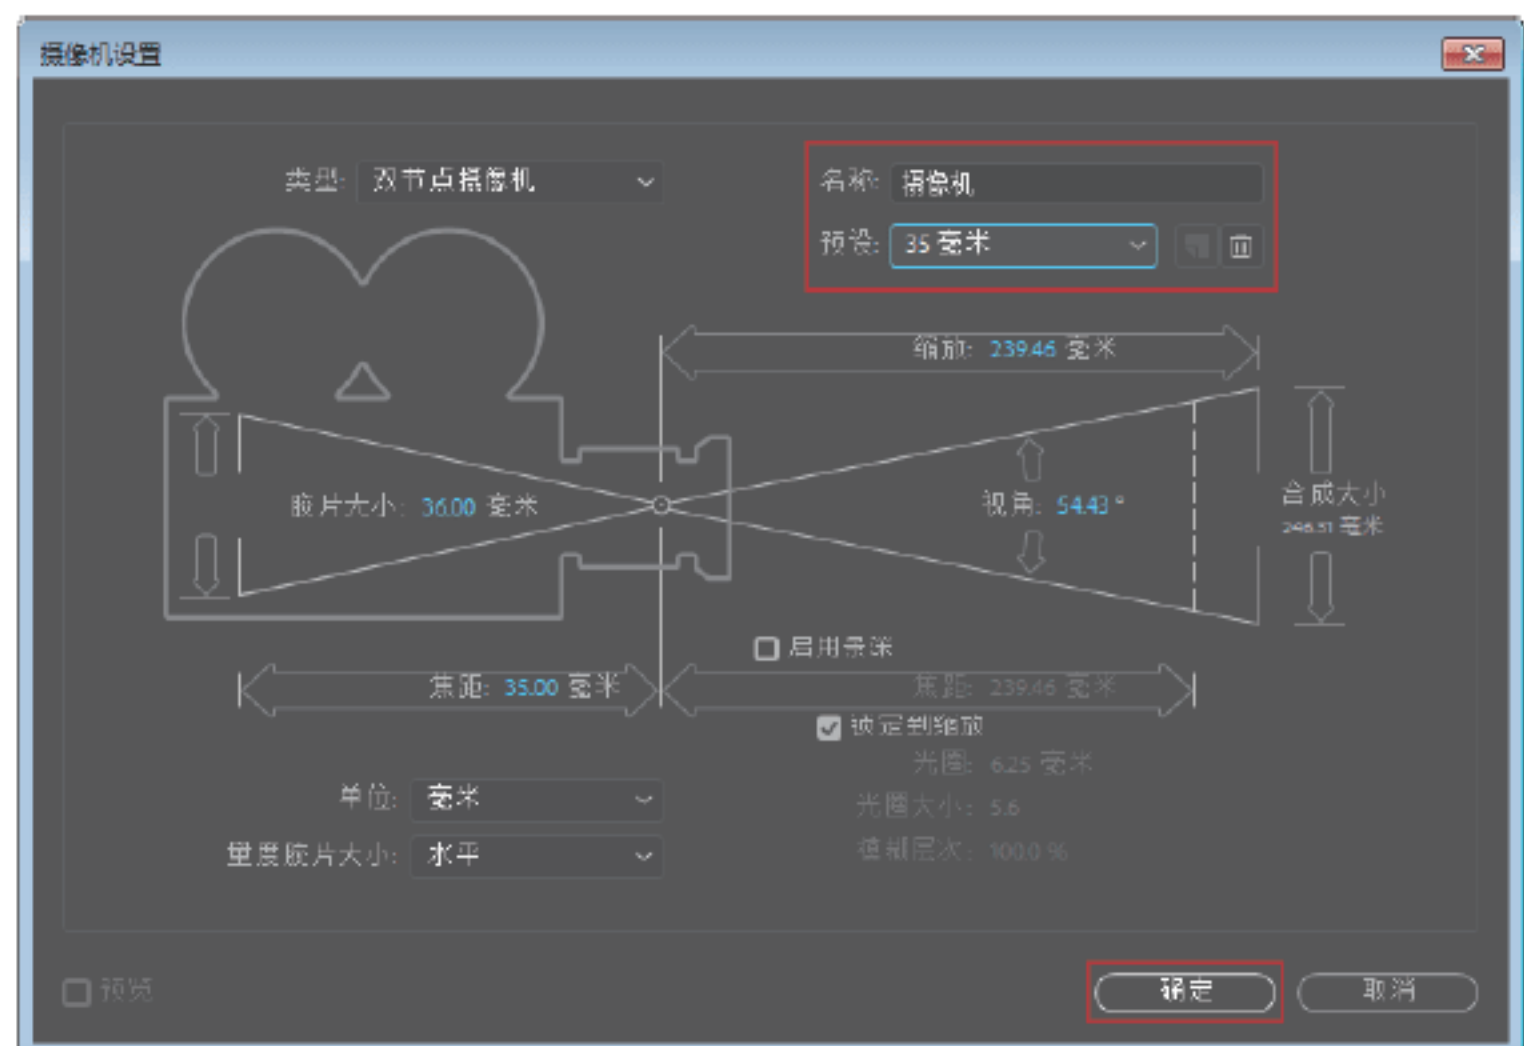 摄像机设置
类型: 双节点摄像机
名称: 摄像机
预设: 35 毫米
缩放: 239.46 毫米
胶片大小: 36.00 毫米
视角: 54.43 °
合成大小
246.31 毫米
启用景深
焦距: 35.00 毫米
焦距: 239.46 毫米
锁定到缩放
光圈: 6.25 毫米
单位: 毫米
光圈大小: 5.6
量度胶片大小: 水平
模糊层次: 100.0 %
预览
确定
取消